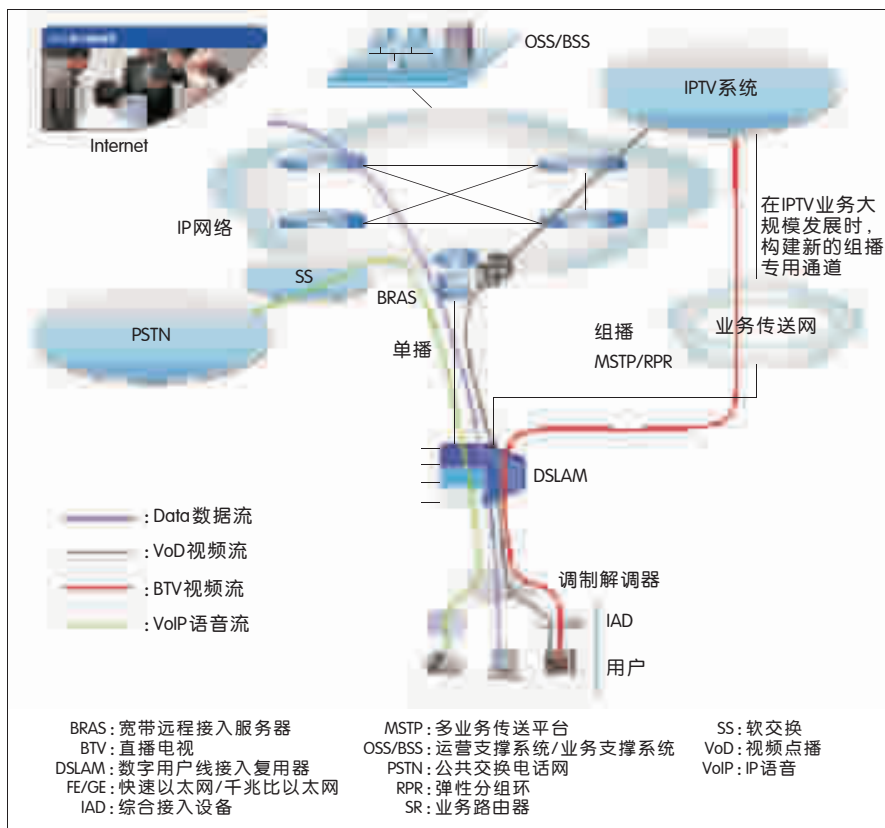 OSS/BSS
IPTV系统
Internet
IP网络
在IPTV业务大
规模发展时，
构建新的组播
专用通道
SS
BRAS
PSTN
单播
组播
MSTP/RPR
业务传送网
DSLAM
：Data数据流
：VoD视频流
：BTV视频流
：VoIP语音流
调制解调器
IAD
用户
BRAS：宽带远程接入服务器
BTV：直播电视
DSLAM：数字用户线接入复用器
FE/GE：快速以太网/千兆比以太网
IAD：综合接入设备
MSTP：多业务传送平台
OSS/BSS：运营支撑系统/业务支撑系统
PSTN：公共交换电话网
RPR：弹性分组环
SR：业务路由器
SS：软交换
VoD：视频点播
VoIP：IP语音